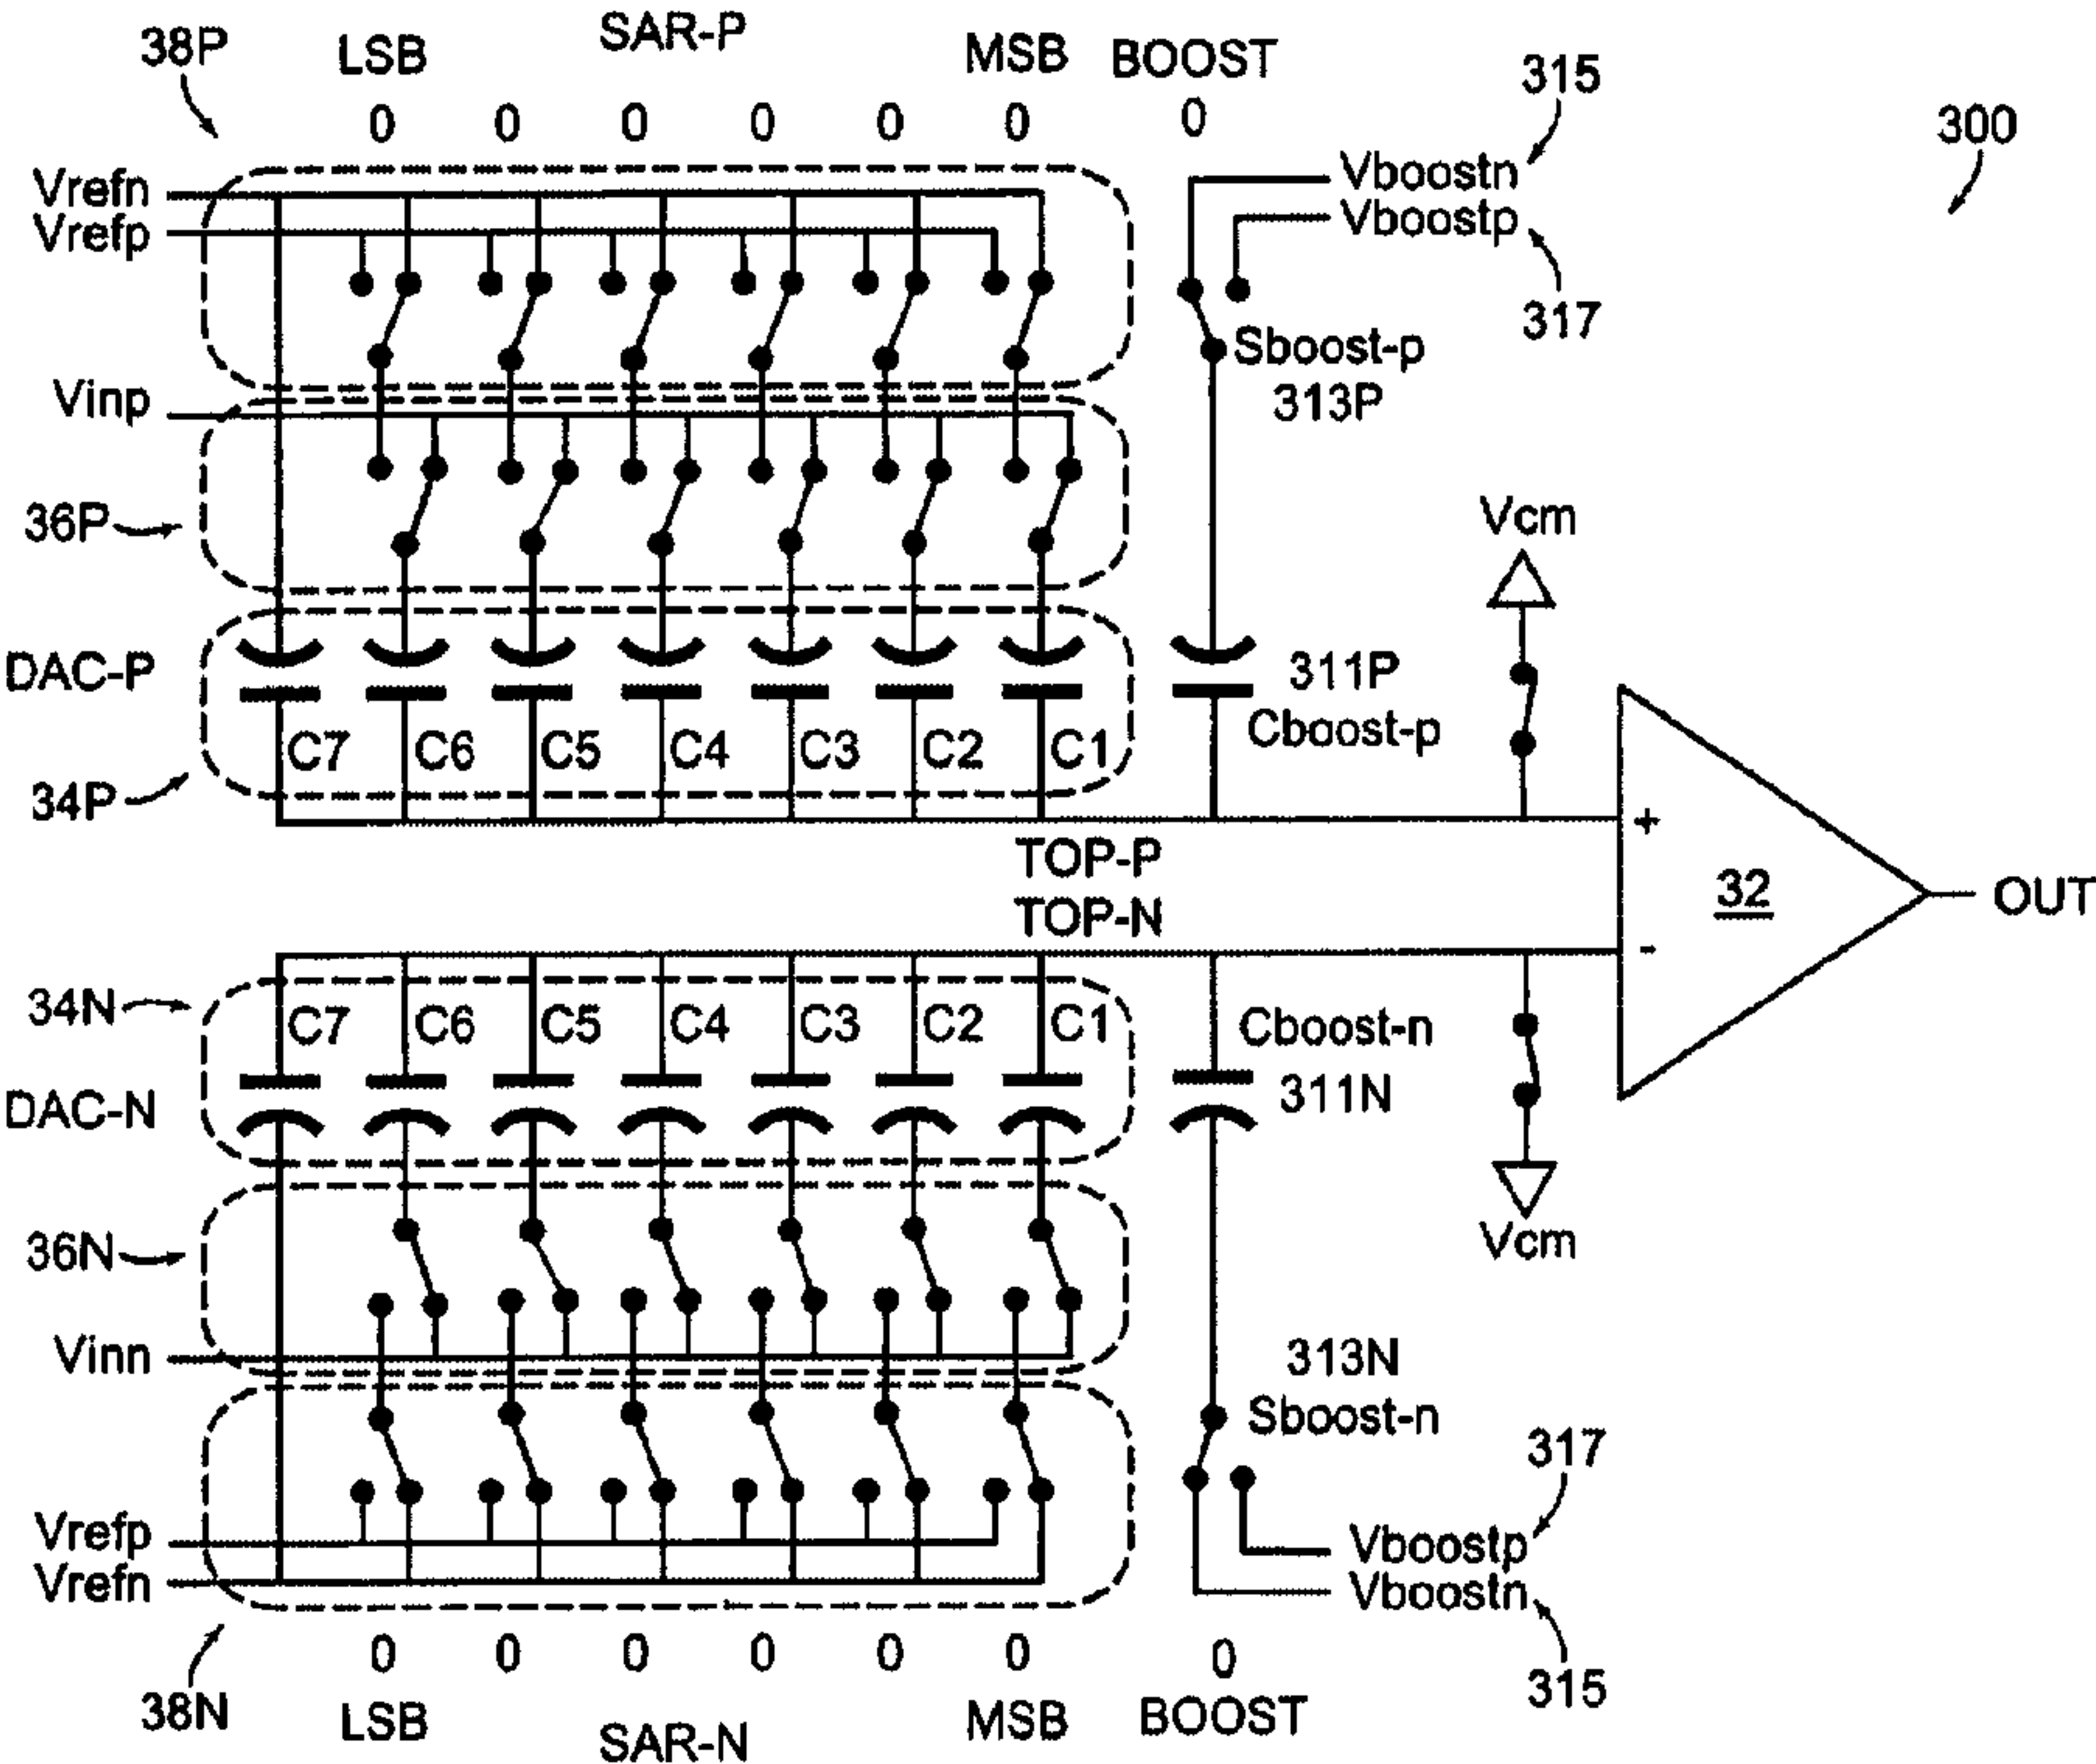 38P LSB SAR-P MSB BOOST
0 0 0 0 0 0 0
315
300
Vrefn Vboostn
Vrefp Vboostp
317
Sboost-p
Vinp 313P
36P Vcm
DAC-P 311P
C7 C6 C5 C4 C3 C2 C1 Cboost-p
34P
+
TOP-P
32 OUT
TOP-N
-
34N C7 C6 C5 C4 C3 C2 C1 Cboost-n
DAC-N 311N
36N Vcm
Vinn 313N
Sboost-n
317
Vrefp Vboostp
Vrefn Vboostn
0 0 0 0 0 0 0
315
38N LSB SAR-N MSB BOOST